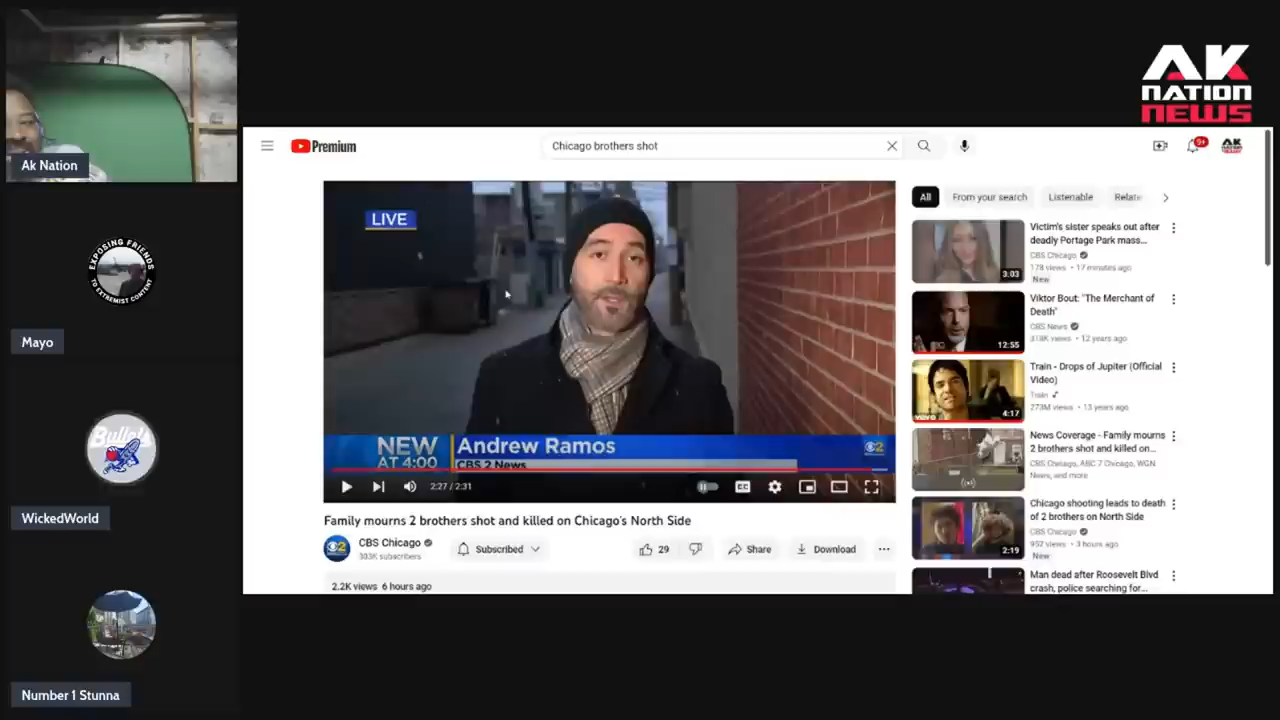 Ak Nation
EXPOSING FRIENDS
TO EXTREMIST CONTENT
Mayo
Bullets
WickedWorld
Number 1 Stunna
AK
NATION
NEWS
Premium
Chicago brothers shot
9+
LIVE
NEW
AT 4:00
Andrew Ramos
CBS 2 News
2:27 / 2:31
CC
Family mourns 2 brothers shot and killed on Chicago's North Side
CBS Chicago
303K subscribers
Subscribed
29
Share
Download
2.2K views 6 hours ago
All
From your search
Listenable
Relate
Victim's sister speaks out after
deadly Portage Park mass...
CBS Chicago
178 views • 17 minutes ago
New
3:03
Viktor Bout: "The Merchant of
Death"
CBS News
318K views • 12 years ago
12:55
Train - Drops of Jupiter (Official
Video)
Train
273M views • 13 years ago
vevo
4:17
News Coverage - Family mourns
2 brothers shot and killed on...
CBS Chicago, ABC 7 Chicago, WGN
News, and more
Chicago shooting leads to death
of 2 brothers on North Side
CBS Chicago
952 views • 3 hours ago
New
2:19
Man dead after Roosevelt Blvd
crash, police searching for...